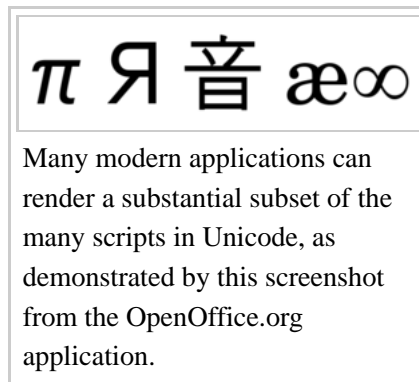 π Я 音 æ∞
Many modern applications can
render a substantial subset of the
many scripts in Unicode, as
demonstrated by this screenshot
from the OpenOffice.org
application.